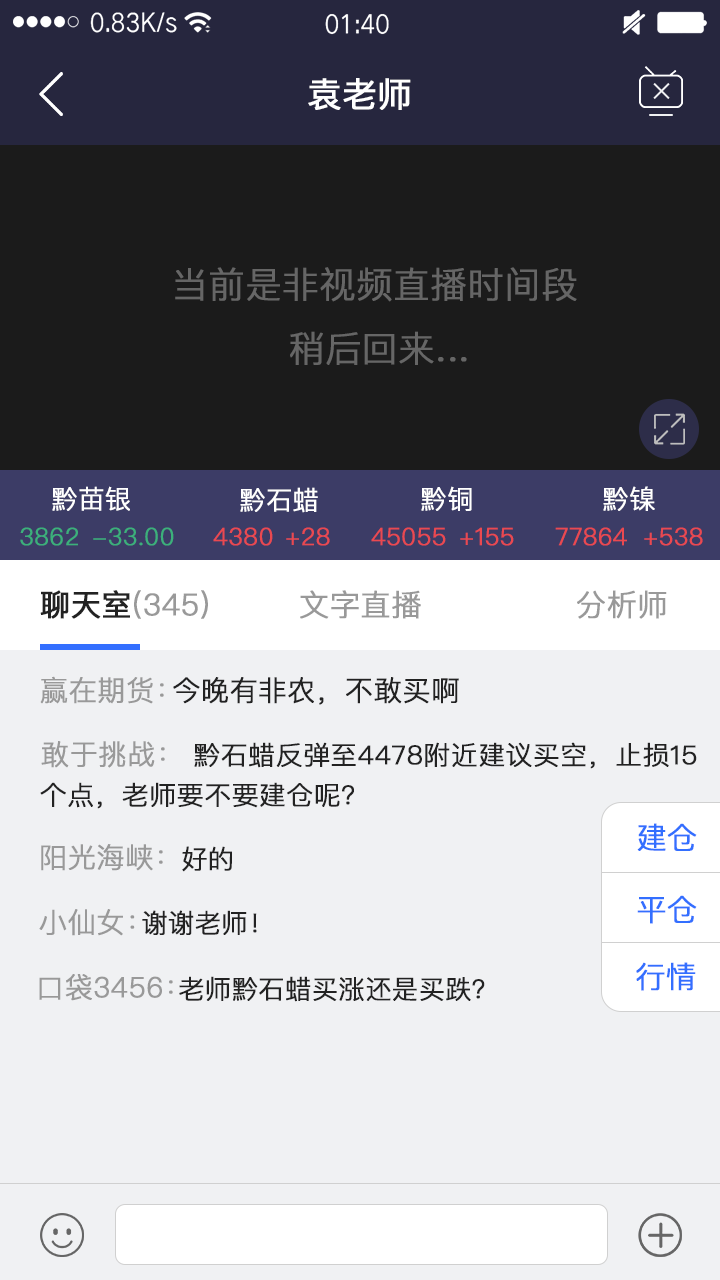 0.83K/s 01:40
袁老师
当前是非视频直播时间段
稍后回来...
黔苗银 黔石蜡 黔铜 黔镍
3862 -33.00 4380 +28 45055 +155 77864 +538
聊天室(345) 文字直播 分析师
赢在期货: 今晚有非农，不敢买啊
敢于挑战: 黔石蜡反弹至4478附近建议买空，止损15
个点，老师要不要建仓呢?
建仓
阳光海峡: 好的
平仓
小仙女: 谢谢老师!
行情
口袋3456: 老师黔石蜡买涨还是买跌?